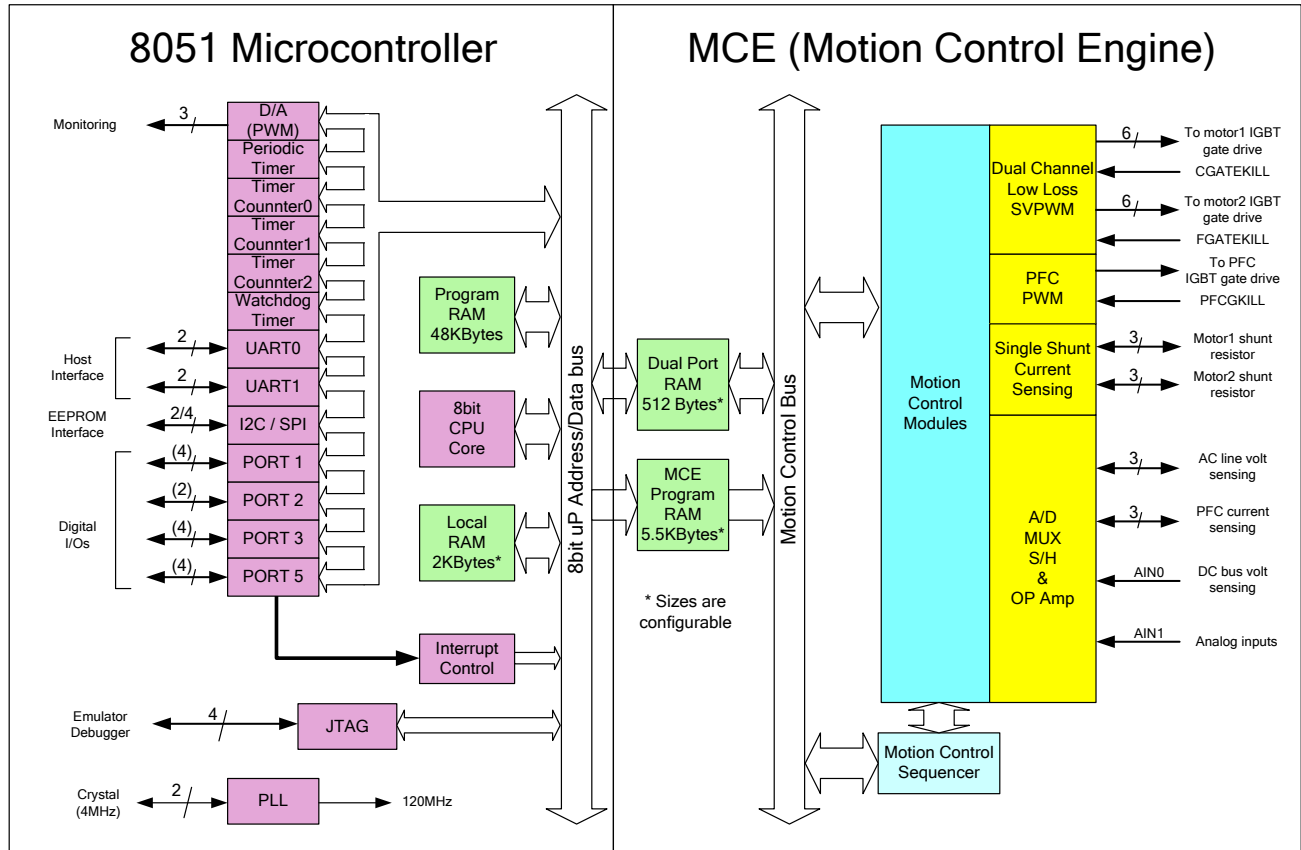 8051 Microcontroller
MCE (Motion Control Engine)
Monitoring
3
D/A
(PWM)
Periodic
Timer
Timer
Counnter0
Timer
Counnter1
Timer
Counnter2
Watchdog
Timer
Host
Interface
2
UART0
2
UART1
EEPROM
Interface
2/4
I2C / SPI
Digital
I/Os
(4)
PORT 1
(2)
PORT 2
(4)
PORT 3
(4)
PORT 5
Interrupt
Control
Emulator
Debugger
4
JTAG
Crystal
(4MHz)
2
PLL
120MHz
Program
RAM
48KBytes
8bit
CPU
Core
Local
RAM
2KBytes*
8bit uP Address/Data bus
Dual Port
RAM
512 Bytes*
MCE
Program
RAM
5.5KBytes*
* Sizes are
configurable
Motion Control Bus
Motion
Control
Modules
Motion Control
Sequencer
Dual Channel
Low Loss
SVPWM
6
To motor1 IGBT
gate drive
CGATEKILL
6
To motor2 IGBT
gate drive
FGATEKILL
PFC
PWM
To PFC
IGBT gate drive
PFCGKILL
Single Shunt
Current
Sensing
3
Motor1 shunt
resistor
3
Motor2 shunt
resistor
A/D
MUX
S/H
&
OP Amp
3
AC line volt
sensing
3
PFC current
sensing
AIN0
DC bus volt
sensing
AIN1
Analog inputs